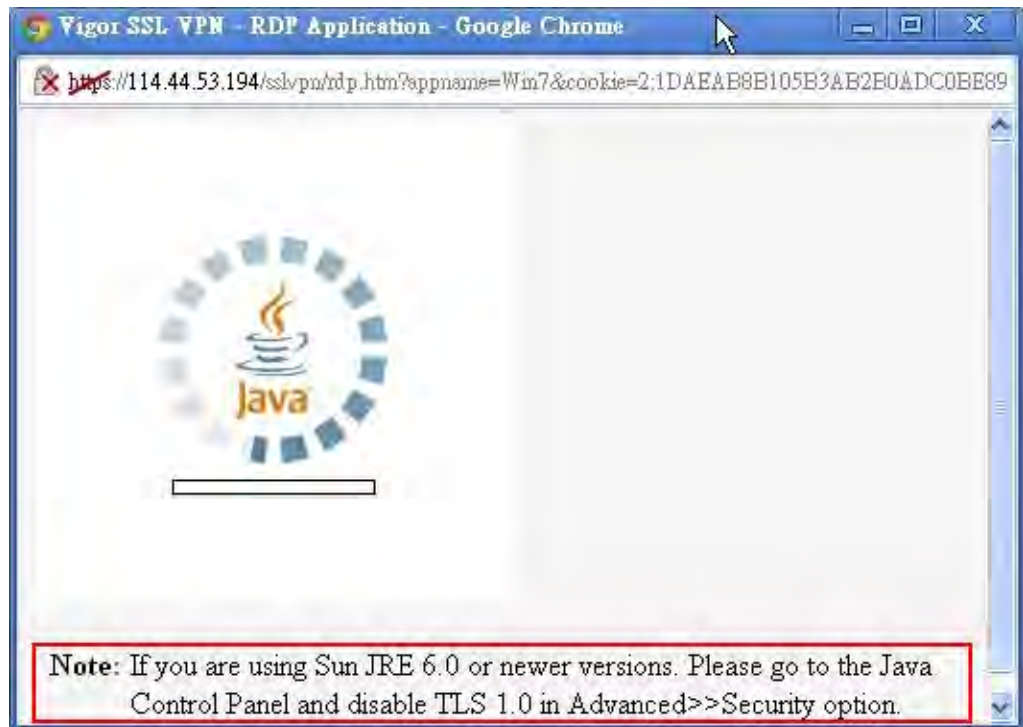 Vigor SSL VPN - RDP Application - Google Chrome
https://114.44.53.194/sslvpn/rdp.htm?appname=Win7&cookie=2:1DAEAB8B105B3AB2B0ADC0BE89
Java
Note: If you are using Sun JRE 6.0 or newer versions. Please go to the Java
Control Panel and disable TLS 1.0 in Advanced>>Security option.